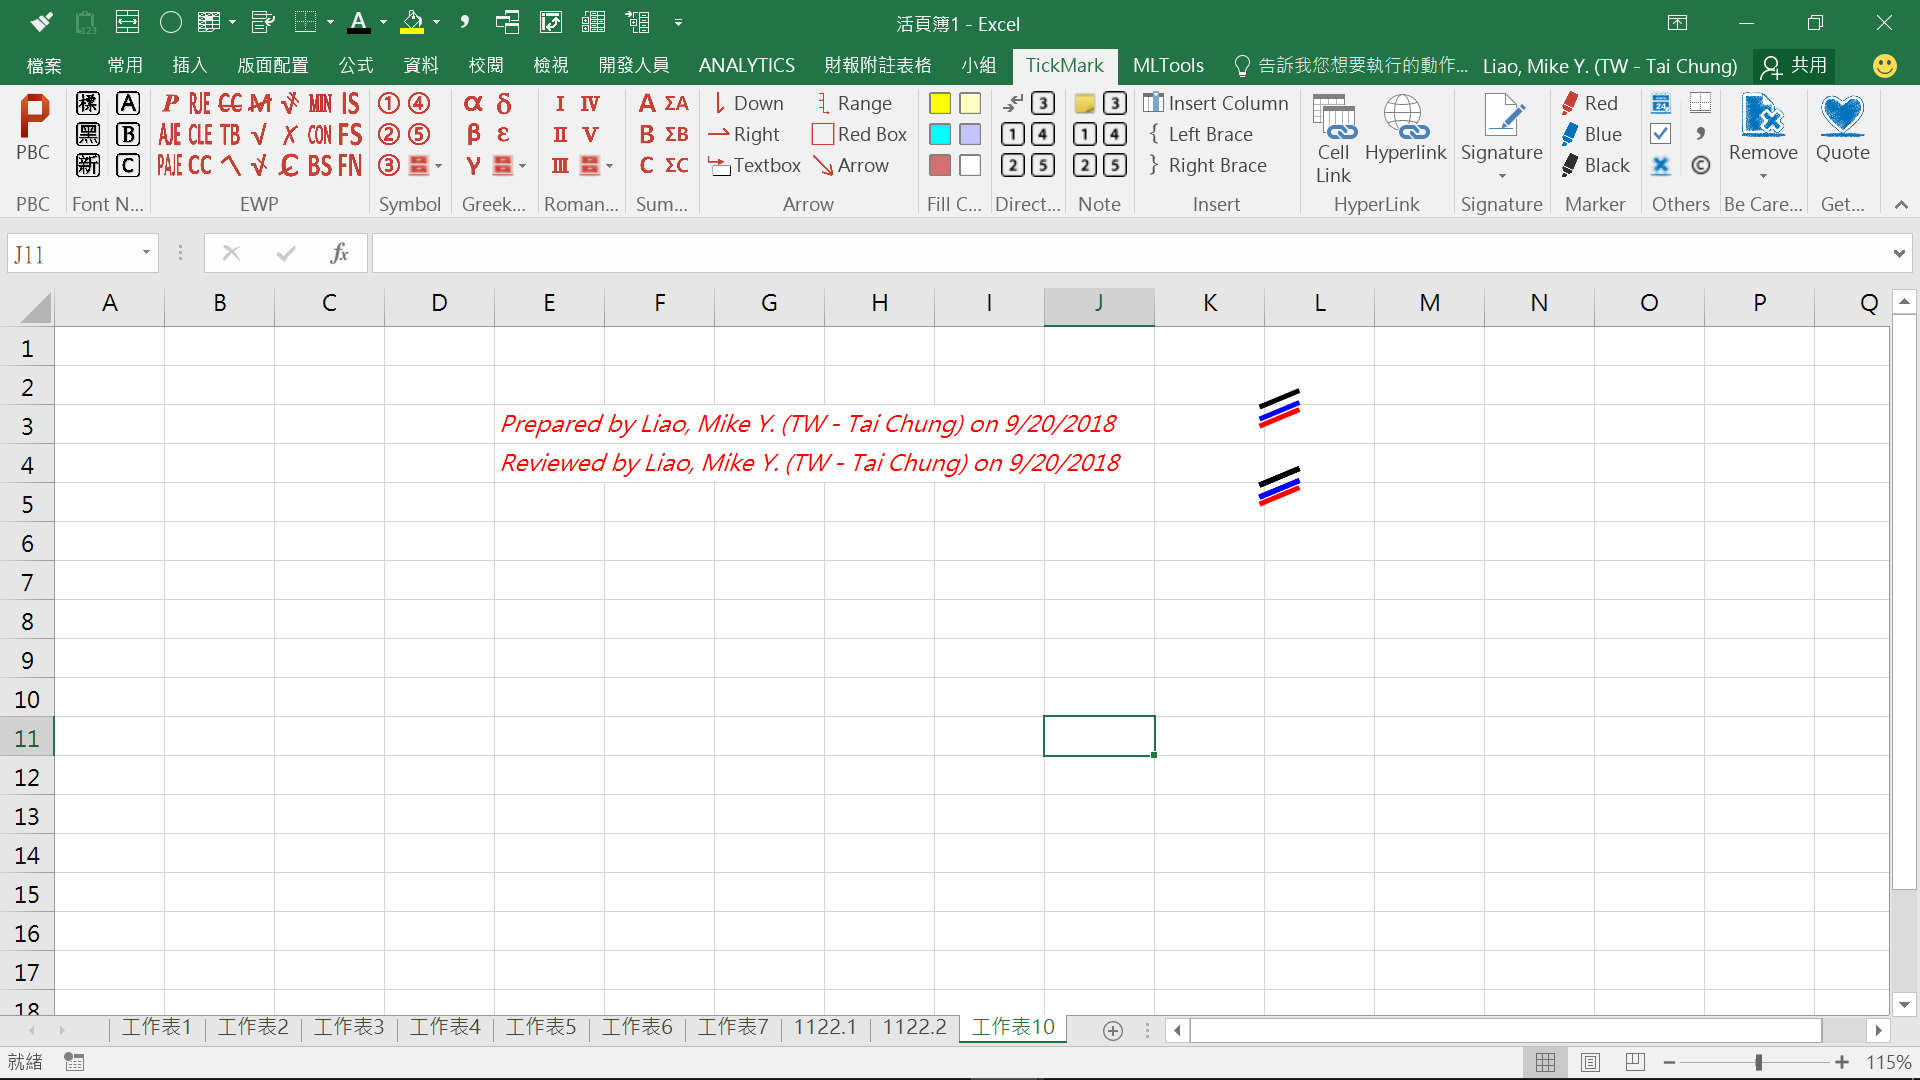 活頁簿1 - Excel
檔案 常用 插入 版面配置 公式 資料 校閱 檢視 開發人員 ANALYTICS 財報附註表格 小組 TickMark MLTools 告訴我您想要執行的動作... Liao, Mike Y. (TW - Tai Chung) 共用
標 A P RJE CC M MIN IS ① ④ α δ I IV A ΣA Down Range 3 3 Insert Column Red
黑 B AJE CLE TB √ X CON FS ② ⑤ β ε II V B ΣB Right Red Box 1 4 1 4 Left Brace Blue
新 C PAJE CC BS FN ③ γ III C ΣC Textbox Arrow 2 5 2 5 Right Brace Black ©
PBC Cell Link Hyperlink Signature Remove Quote
PBC Font N... EWP Symbol Greek... Roman... Sum... Arrow Fill C... Direct... Note Insert HyperLink Signature Marker Others Be Care... Get...
J11 fx
A B C D E F G H I J K L M N O P Q
1
2
3 Prepared by Liao, Mike Y. (TW - Tai Chung) on 9/20/2018
4 Reviewed by Liao, Mike Y. (TW - Tai Chung) on 9/20/2018
5
6
7
8
9
10
11
12
13
14
15
16
17
18
工作表1 工作表2 工作表3 工作表4 工作表5 工作表6 工作表7 1122.1 1122.2 工作表10
就緒 115%